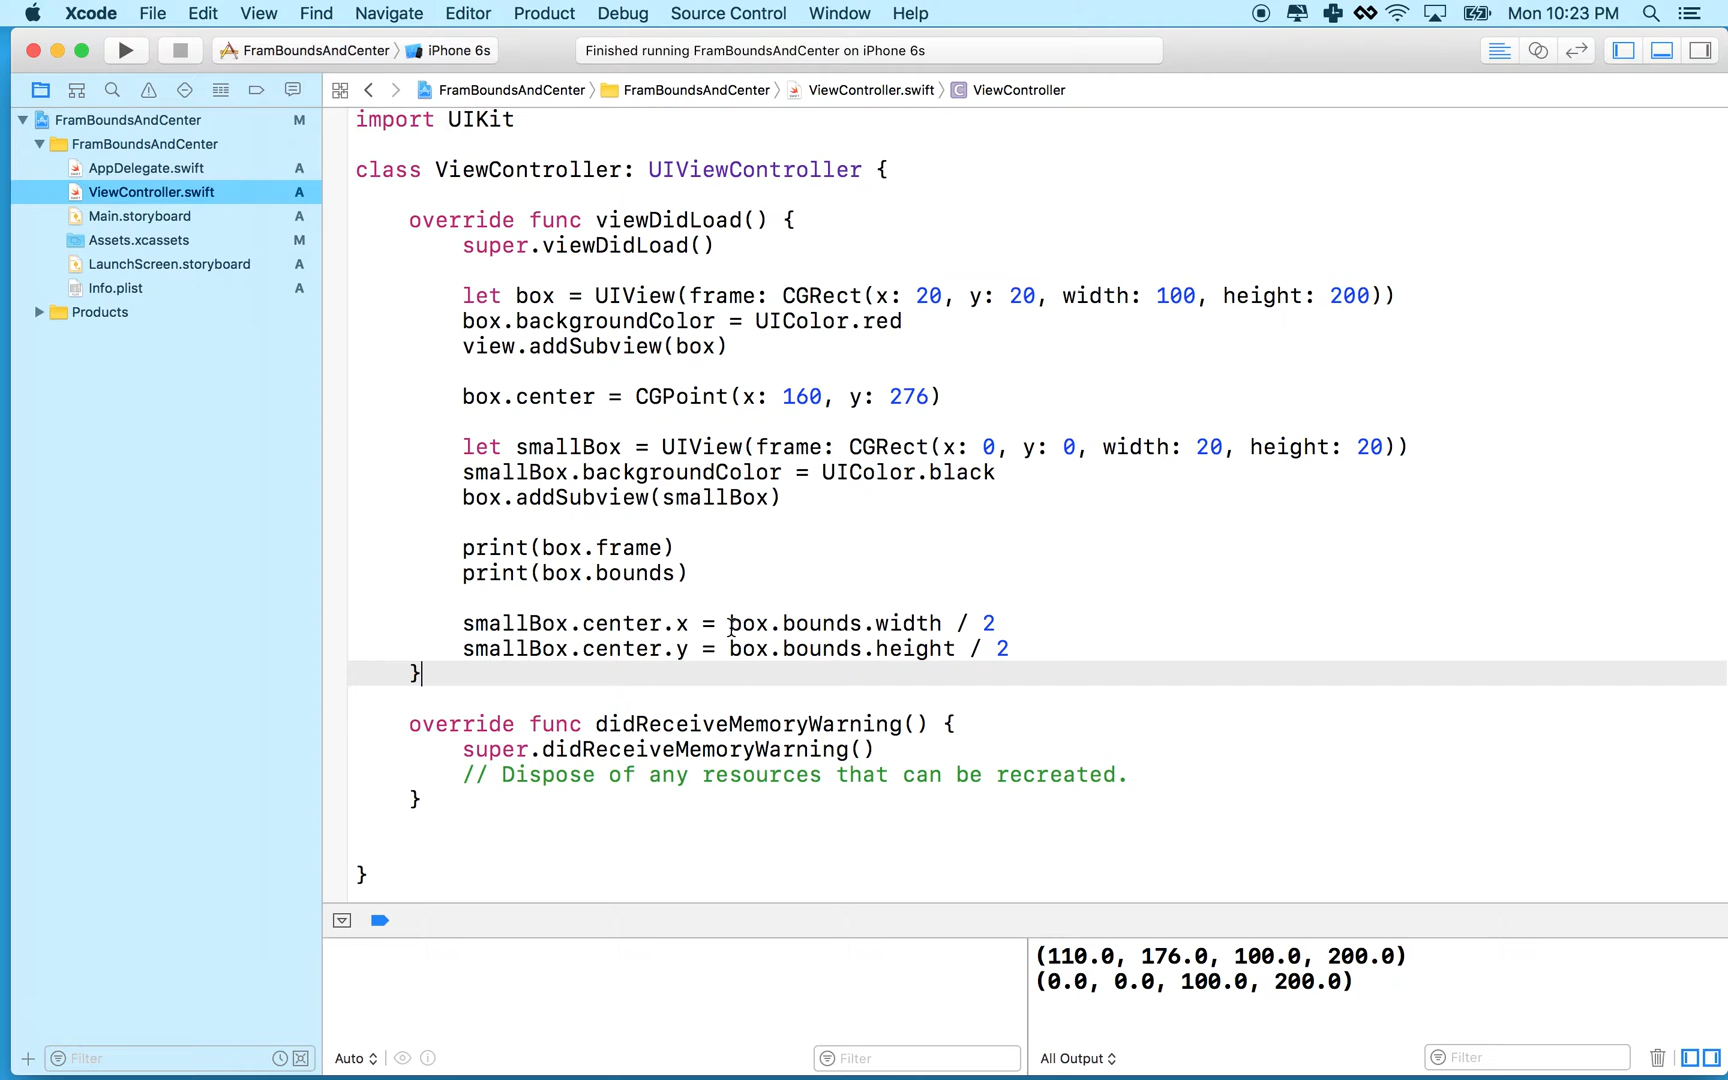 Xcode File Edit View Find Navigate Editor Product Debug Source Control Window Help Mon 10:23 PM
FramBoundsAndCenter iPhone 6s Finished running FramBoundsAndCenter on iPhone 6s
FramBoundsAndCenter FramBoundsAndCenter ViewController.swift C ViewController
FramBoundsAndCenter M
FramBoundsAndCenter
AppDelegate.swift A
ViewController.swift A
Main.storyboard A
Assets.xcassets M
LaunchScreen.storyboard A
Info.plist A
Products
import UIKit
class ViewController: UIViewController {
override func viewDidLoad() {
super.viewDidLoad()
let box = UIView(frame: CGRect(x: 20, y: 20, width: 100, height: 200))
box.backgroundColor = UIColor.red
view.addSubview(box)
box.center = CGPoint(x: 160, y: 276)
let smallBox = UIView(frame: CGRect(x: 0, y: 0, width: 20, height: 20))
smallBox.backgroundColor = UIColor.black
box.addSubview(smallBox)
print(box.frame)
print(box.bounds)
smallBox.center.x = box.bounds.width / 2
smallBox.center.y = box.bounds.height / 2
}
override func didReceiveMemoryWarning() {
super.didReceiveMemoryWarning()
// Dispose of any resources that can be recreated.
}
}
(110.0, 176.0, 100.0, 200.0)
(0.0, 0.0, 100.0, 200.0)
Filter Auto Filter All Output Filter